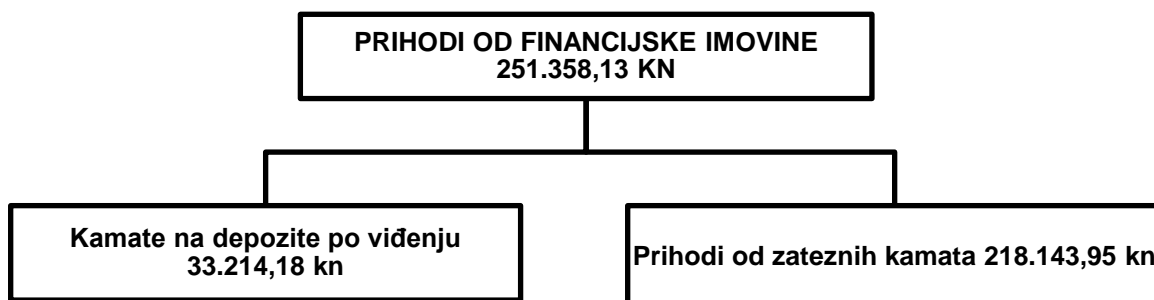 PRIHODI OD FINANCIJSKE IMOVINE
251.358,13 KN
Kamate na depozite po viđenju
33.214,18 kn
Prihodi od zateznih kamata 218.143,95 kn